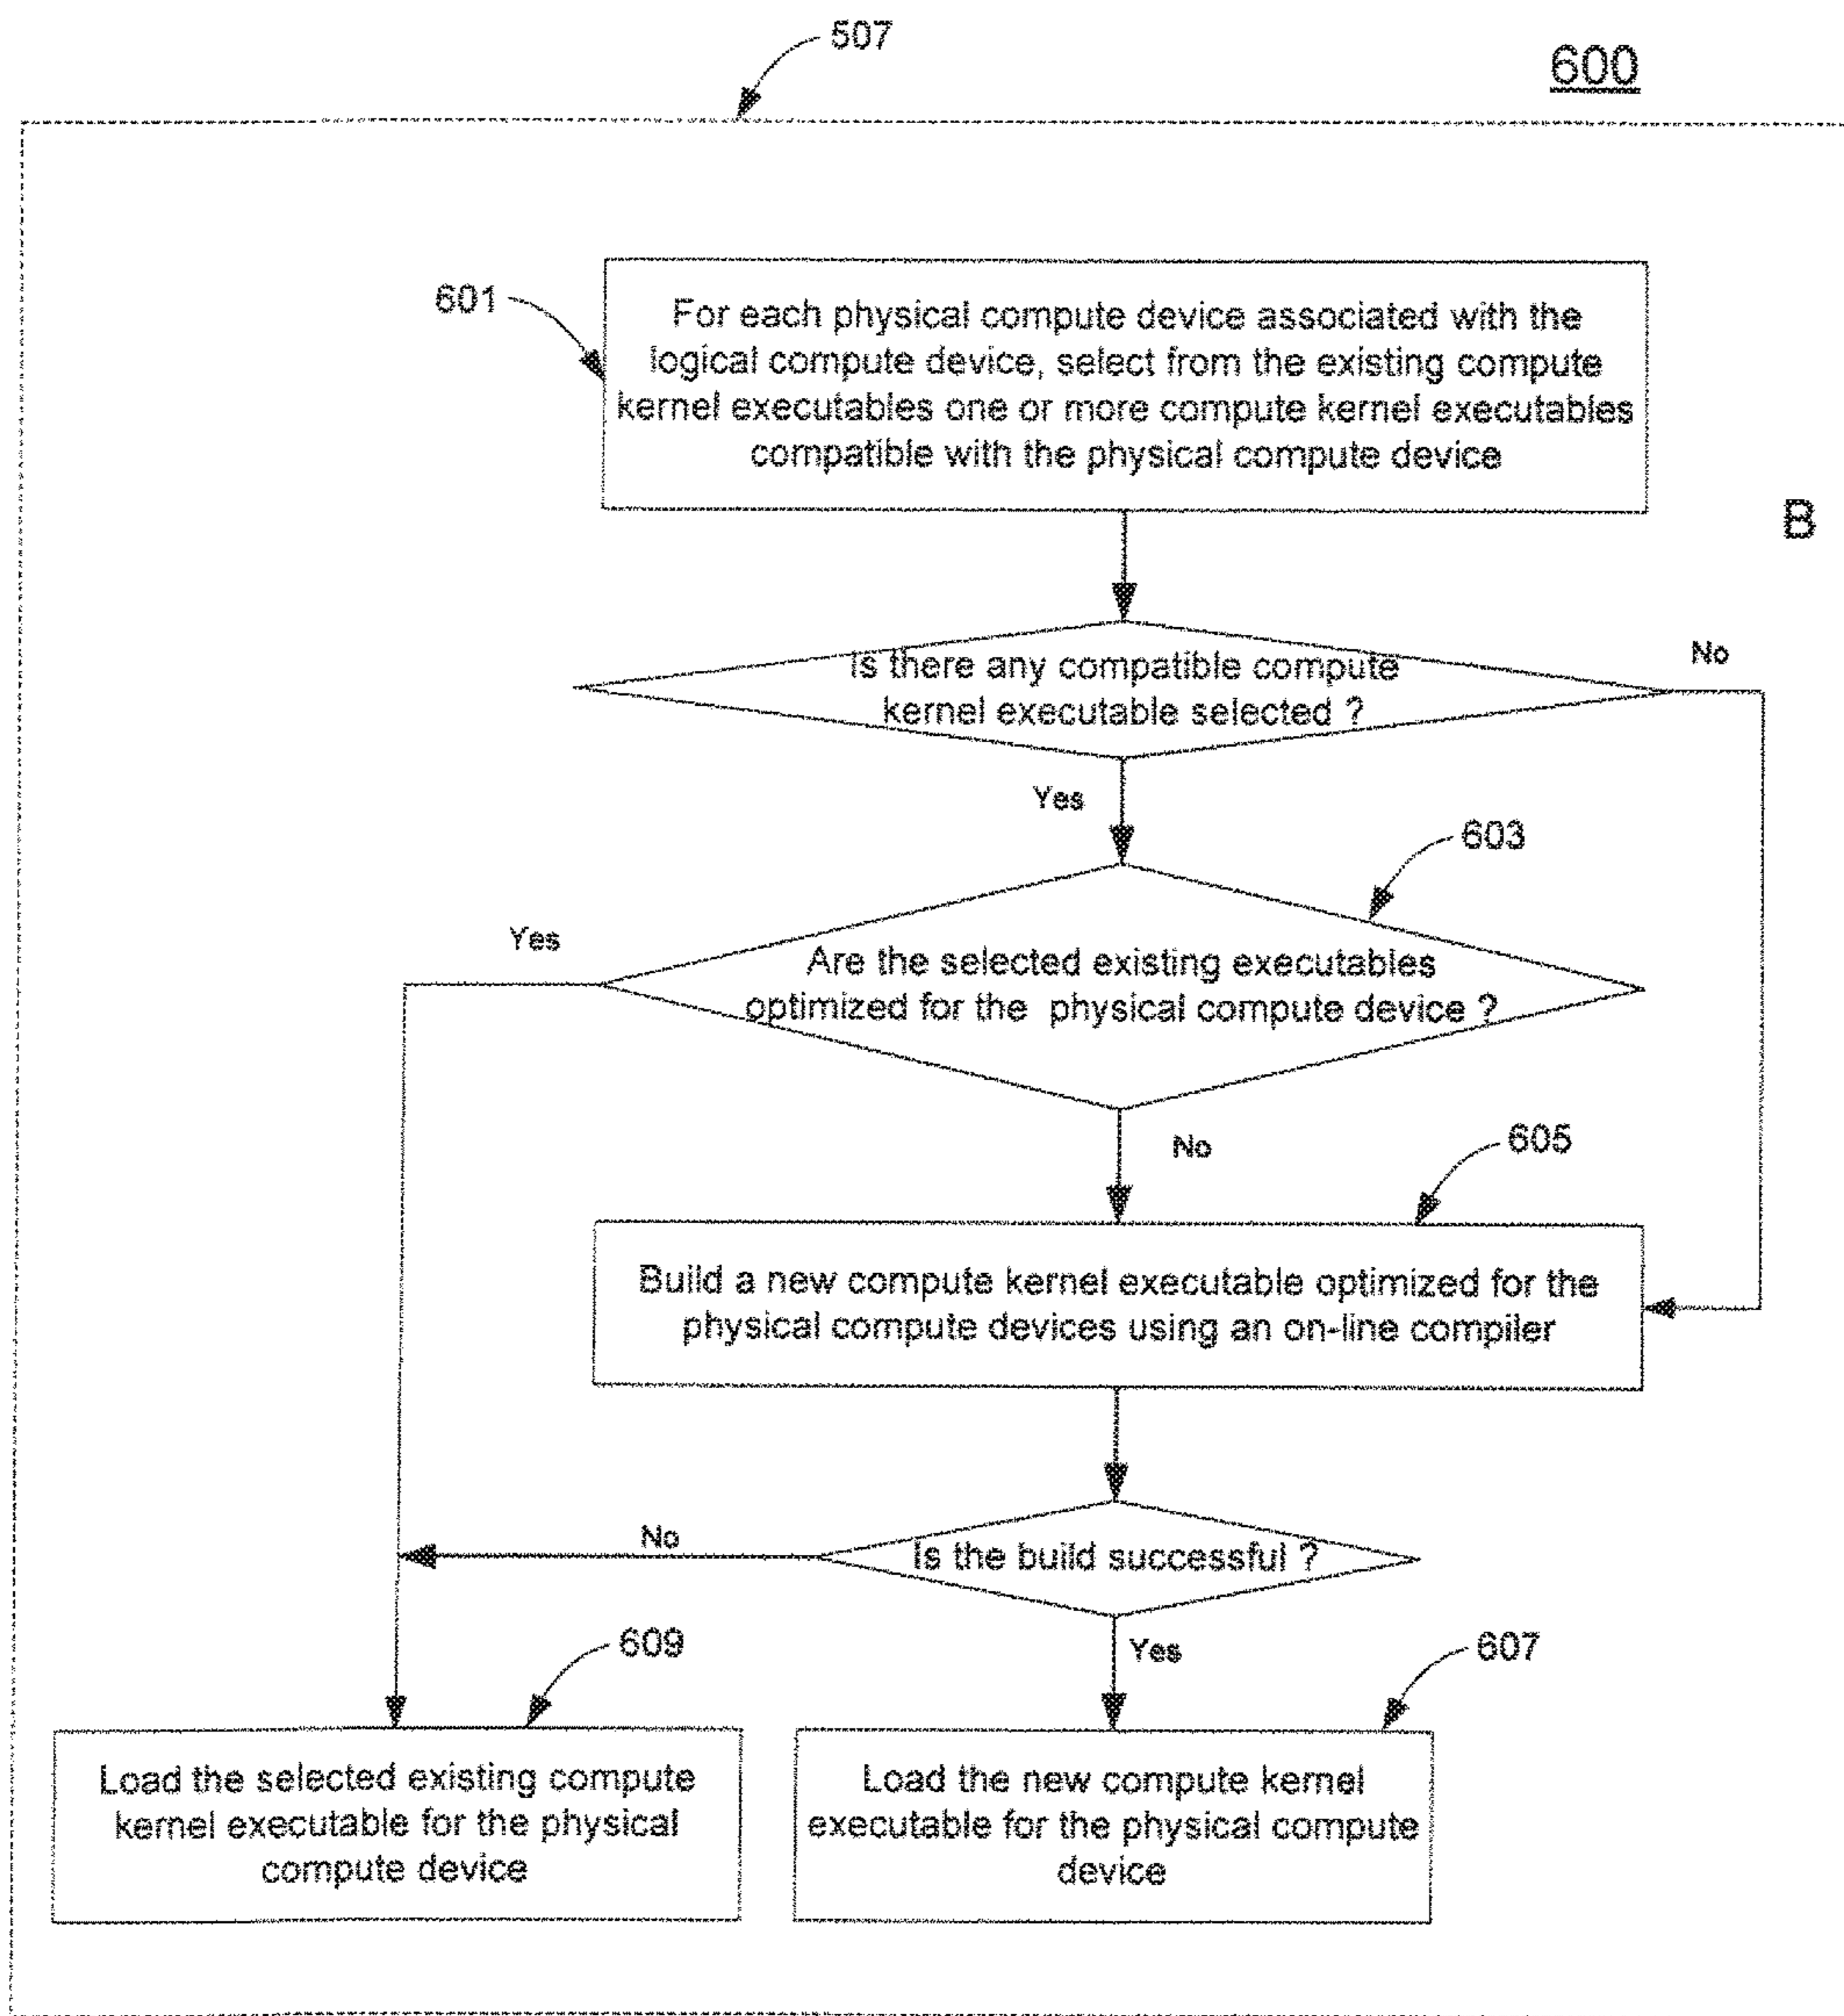 507
600
601
For each physical compute device associated with the
logical compute device, select from the existing compute
kernel executables one or more compute kernel executables
compatible with the physical compute device
B
Is there any compatible compute
kernel executable selected ?
No
Yes
603
Yes
Are the selected existing executables
optimized for the physical compute device ?
No
605
Build a new compute kernel executable optimized for the
physical compute devices using an on-line compiler
No
Is the build successful ?
609
Yes
607
Load the selected existing compute
kernel executable for the physical
compute device
Load the new compute kernel
executable for the physical compute
device